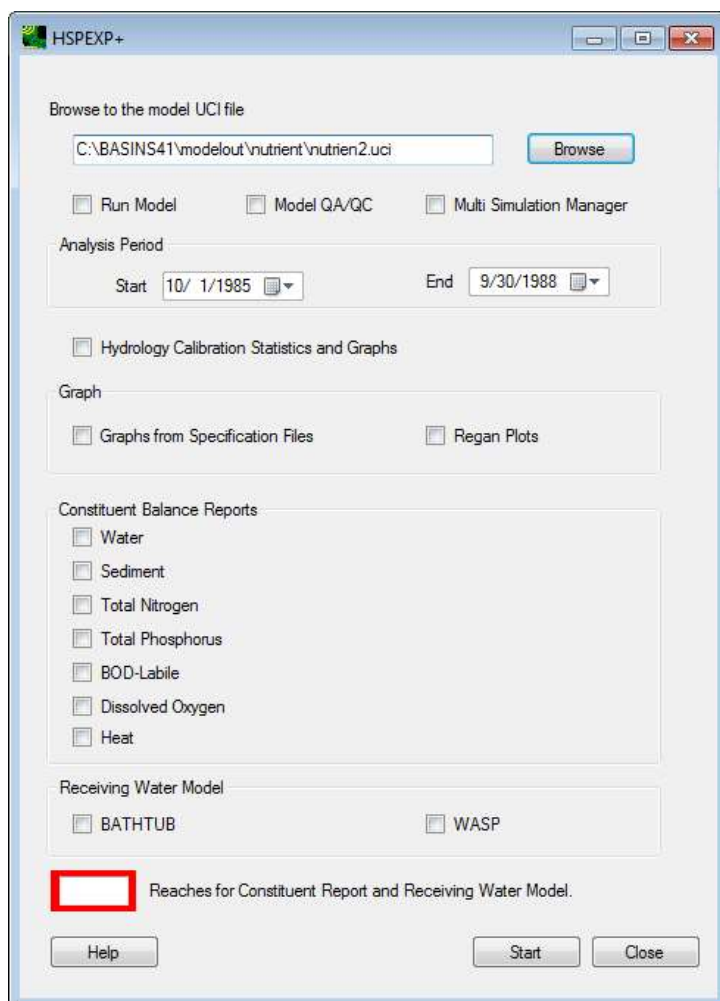 HSPEXP+
Browse to the model UCI file
C:\BASINS41\modelout\nutrient\nutrien2.uci Browse
Run Model Model QA/QC Multi Simulation Manager
Analysis Period
Start 10/ 1/1985 End 9/30/1988
Hydrology Calibration Statistics and Graphs
Graph
Graphs from Specification Files Regan Plots
Constituent Balance Reports
Water
Sediment
Total Nitrogen
Total Phosphorus
BOD-Labile
Dissolved Oxygen
Heat
Receiving Water Model
BATHTUB WASP
Reaches for Constituent Report and Receiving Water Model.
Help Start Close